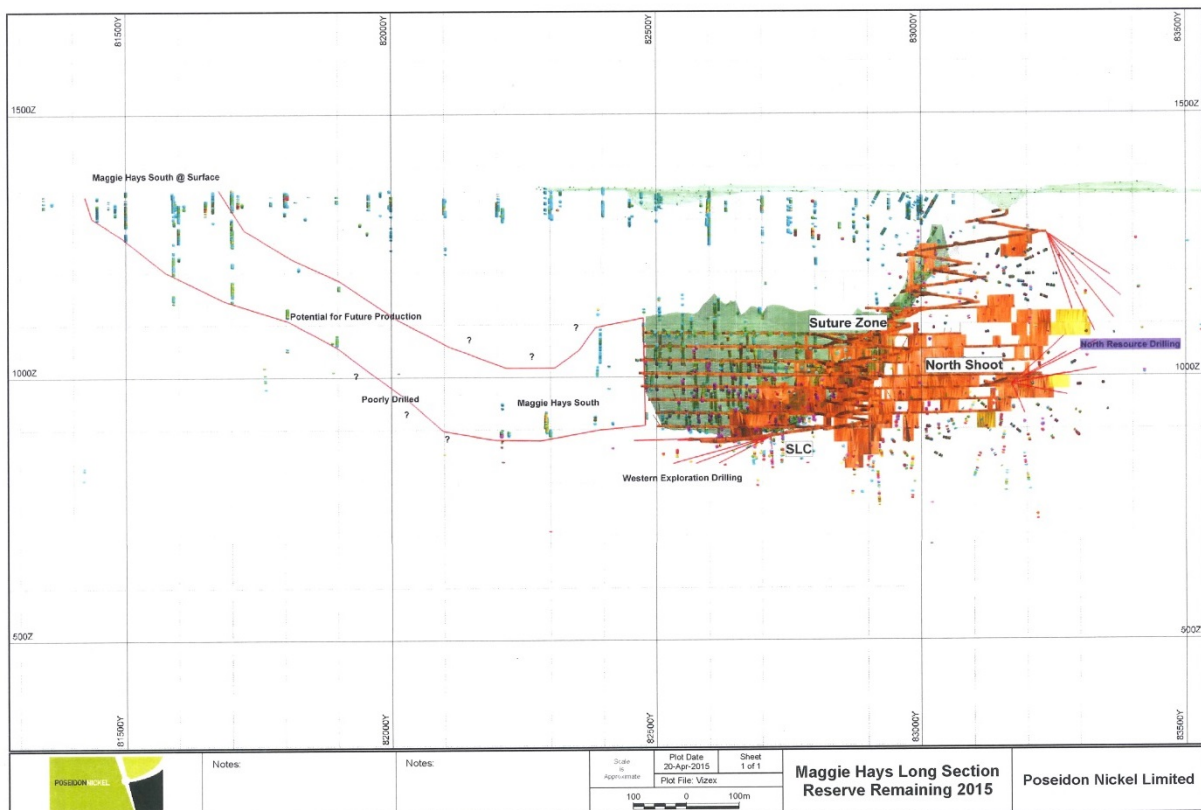 81500Y
82000Y
82500Y
83000Y
83500Y
1500Z
1500Z
Maggie Hays South @ Surface
Potential for Future Production
?
?
?
Suture Zone
North Resource Drilling
North Shoot
1000Z
1000Z
?
Poorly Drilled
?
Maggie Hays South
?
SLC
Western Exploration Drilling
500Z
500Z
81500Y
82000Y
82500Y
83000Y
83500Y
POSEIDON NICKEL
Notes:
Notes:
Scale is Approximate
Plot Date
20-Apr-2015
Sheet
1 of 1
Plot File: Vizex
100 0 100m
Maggie Hays Long Section
Reserve Remaining 2015
Poseidon Nickel Limited